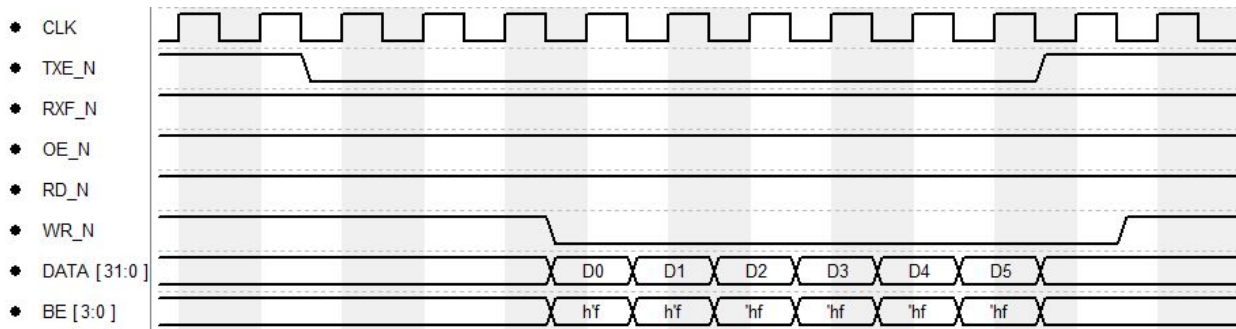 CLK
TXE_N
RXF_N
OE_N
RD_N
WR_N
DATA [31:0] D0 D1 D2 D3 D4 D5
BE [3:0] h'f h'f 'hf 'hf 'hf 'hf